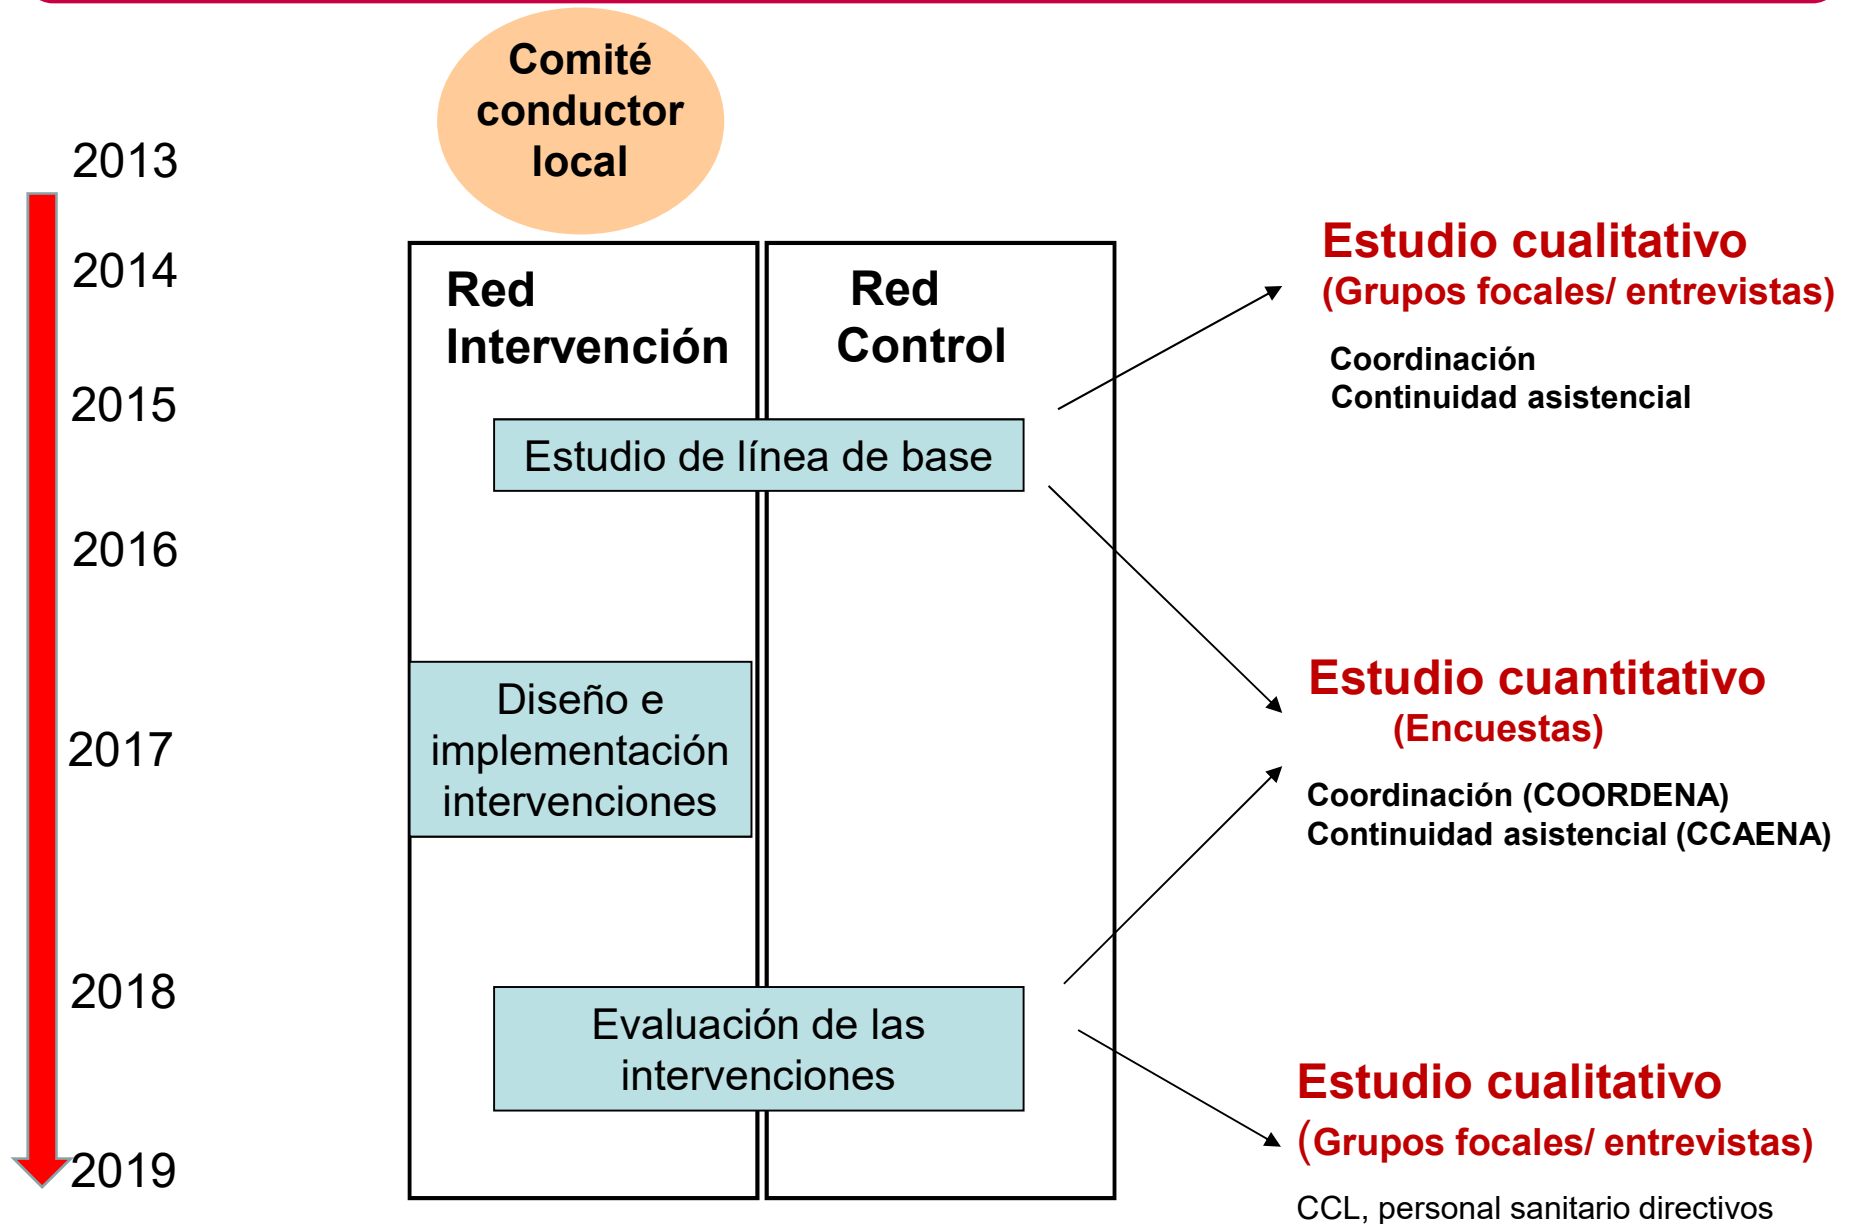 Comité
conductor
local
2013
2014
2015
2016
2017
2018
2019
Red
Intervención
Red
Control
Estudio de línea de base
Diseño e
implementación
intervenciones
Evaluación de las
intervenciones
Estudio cualitativo
(Grupos focales/ entrevistas)
Coordinación
Continuidad asistencial
Estudio cuantitativo
(Encuestas)
Coordinación (COORDENA)
Continuidad asistencial (CCAENA)
Estudio cualitativo
(Grupos focales/ entrevistas)
CCL, personal sanitario directivos